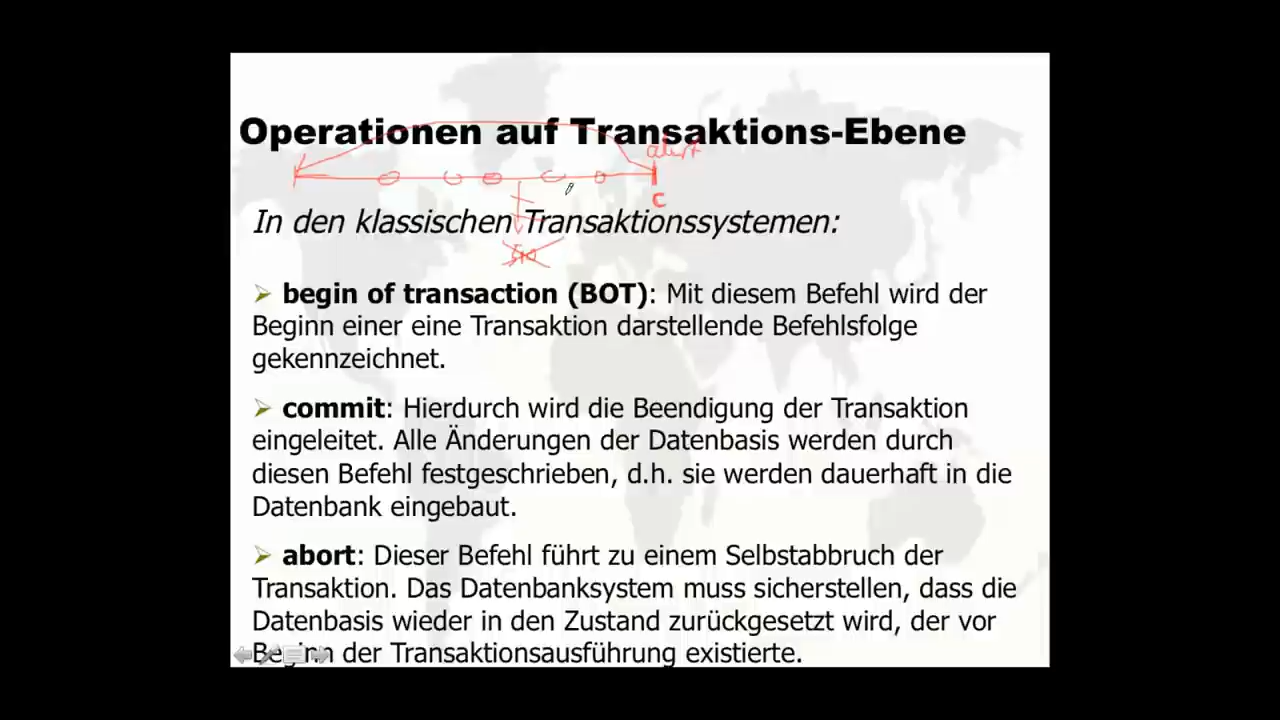 Operationen auf Transaktions-Ebene
abort
c
In den klassischen Transaktionssystemen:
➢ begin of transaction (BOT): Mit diesem Befehl wird der
Beginn einer eine Transaktion darstellende Befehlsfolge
gekennzeichnet.
➢ commit: Hierdurch wird die Beendigung der Transaktion
eingeleitet. Alle Änderungen der Datenbasis werden durch
diesen Befehl festgeschrieben, d.h. sie werden dauerhaft in die
Datenbank eingebaut.
➢ abort: Dieser Befehl führt zu einem Selbstabbruch der
Transaktion. Das Datenbanksystem muss sicherstellen, dass die
Datenbasis wieder in den Zustand zurückgesetzt wird, der vor
Beginn der Transaktionsausführung existierte.